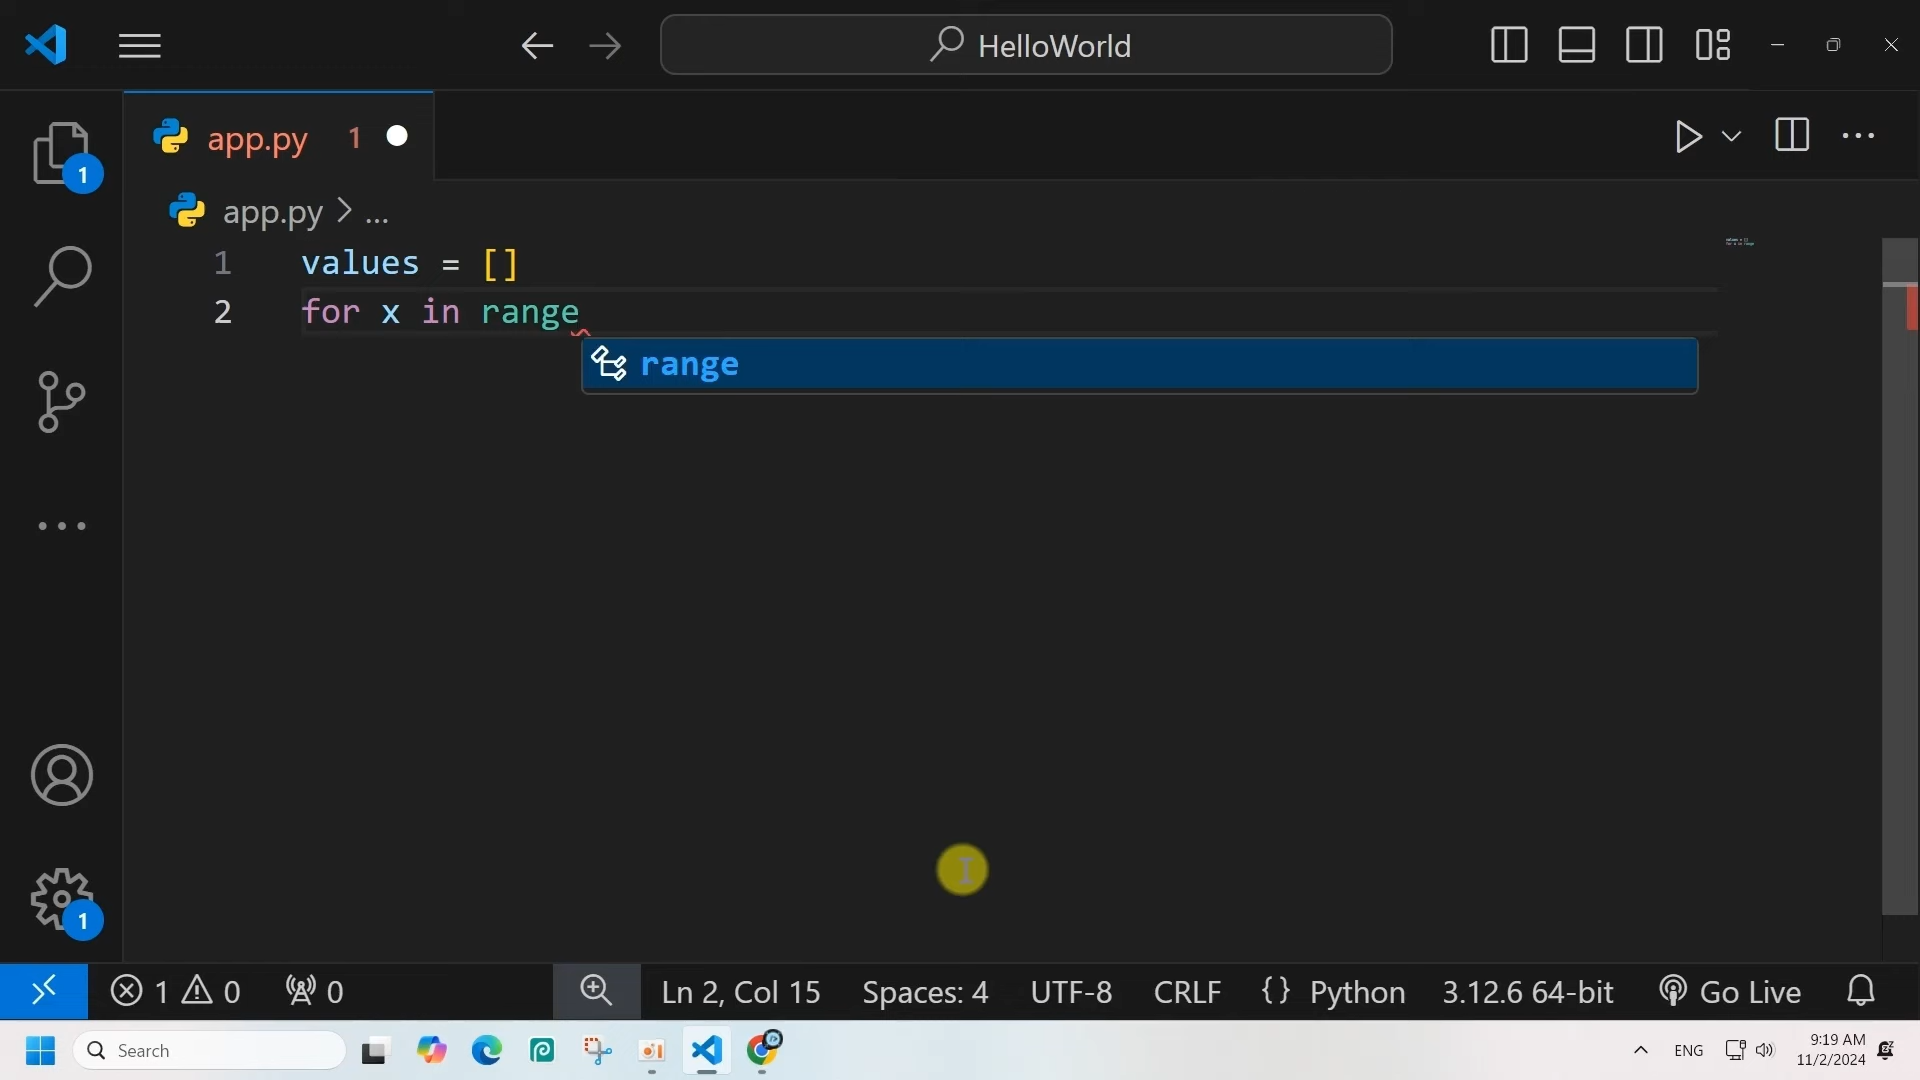 HelloWorld
app.py 1
1
app.py > ...
1 values = []
2 for x in range
range
1
1 0 0 Ln 2, Col 15 Spaces: 4 UTF-8 CRLF {} Python 3.12.6 64-bit Go Live
Search ENG 9:19 AM
11/2/2024